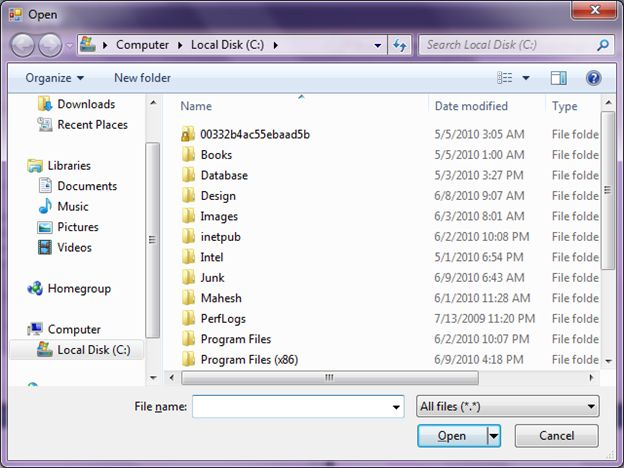 Open
Computer Local Disk (C:) Search Local Disk (C:)
Organize New folder
Downloads
Recent Places
Libraries
Documents
Music
Pictures
Videos
Homegroup
Computer
Local Disk (C:)
Name Date modified Type
00332b4ac55ebaad5b 5/5/2010 3:05 AM File folde
Books 5/5/2010 1:00 AM File folde
Database 5/3/2010 3:27 PM File folde
Design 6/8/2010 9:07 AM File folde
Images 6/3/2010 8:01 AM File folde
inetpub 6/2/2010 10:08 PM File folde
Intel 5/1/2010 6:54 PM File folde
Junk 6/9/2010 6:43 AM File folde
Mahesh 6/1/2010 11:28 AM File folde
PerfLogs 7/13/2009 11:20 PM File folde
Program Files 6/2/2010 10:07 PM File folde
Program Files (x86) 6/9/2010 4:18 PM File folde
File name: All files (*.*)
Open Cancel